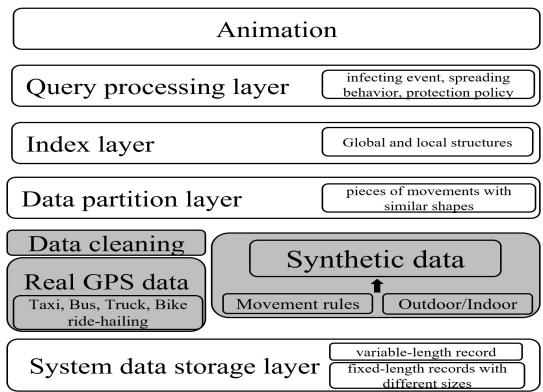 Animation
Query processing layer
infecting event, spreading
behavior, protection policy
Index layer
Global and local structures
Data partition layer
pieces of movements with
similar shapes
Data cleaning
Real GPS data
Taxi, Bus, Truck, Bike
ride-hailing
Synthetic data
Movement rules
Outdoor/Indoor
System data storage layer
variable-length record
fixed-length records with
different sizes